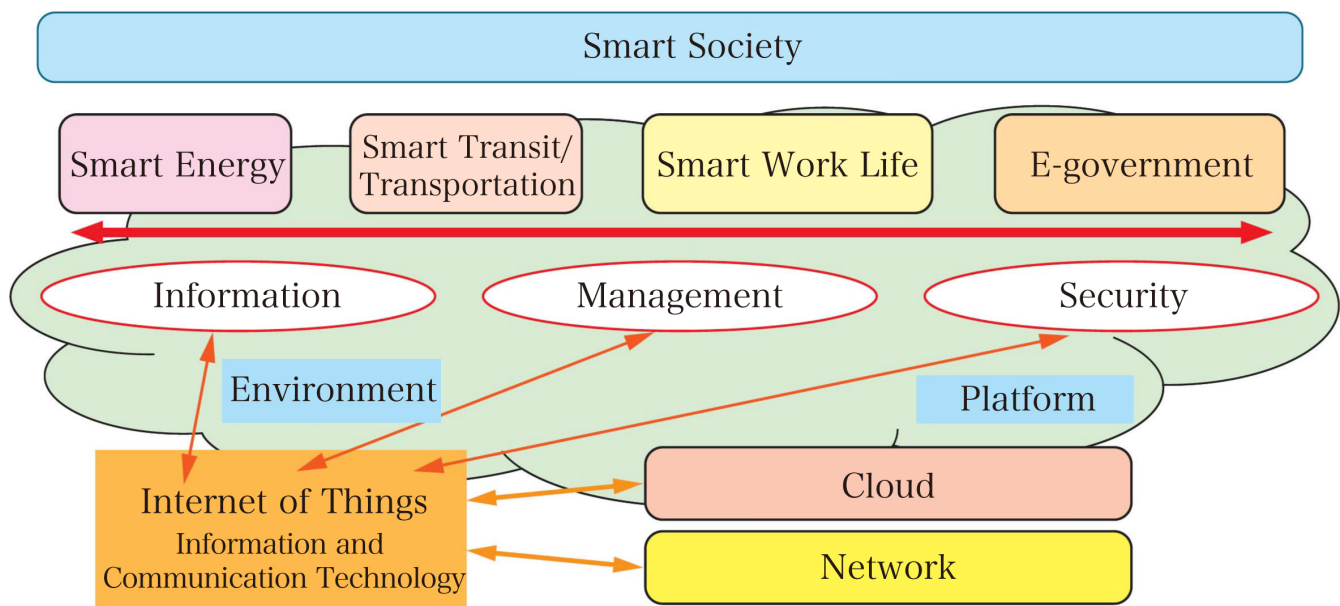 Smart Society
Smart Energy
Smart Transit/
Transportation
Smart Work Life
E-government
Information
Management
Security
Environment
Platform
Internet of Things
Information and
Communication Technology
Cloud
Network